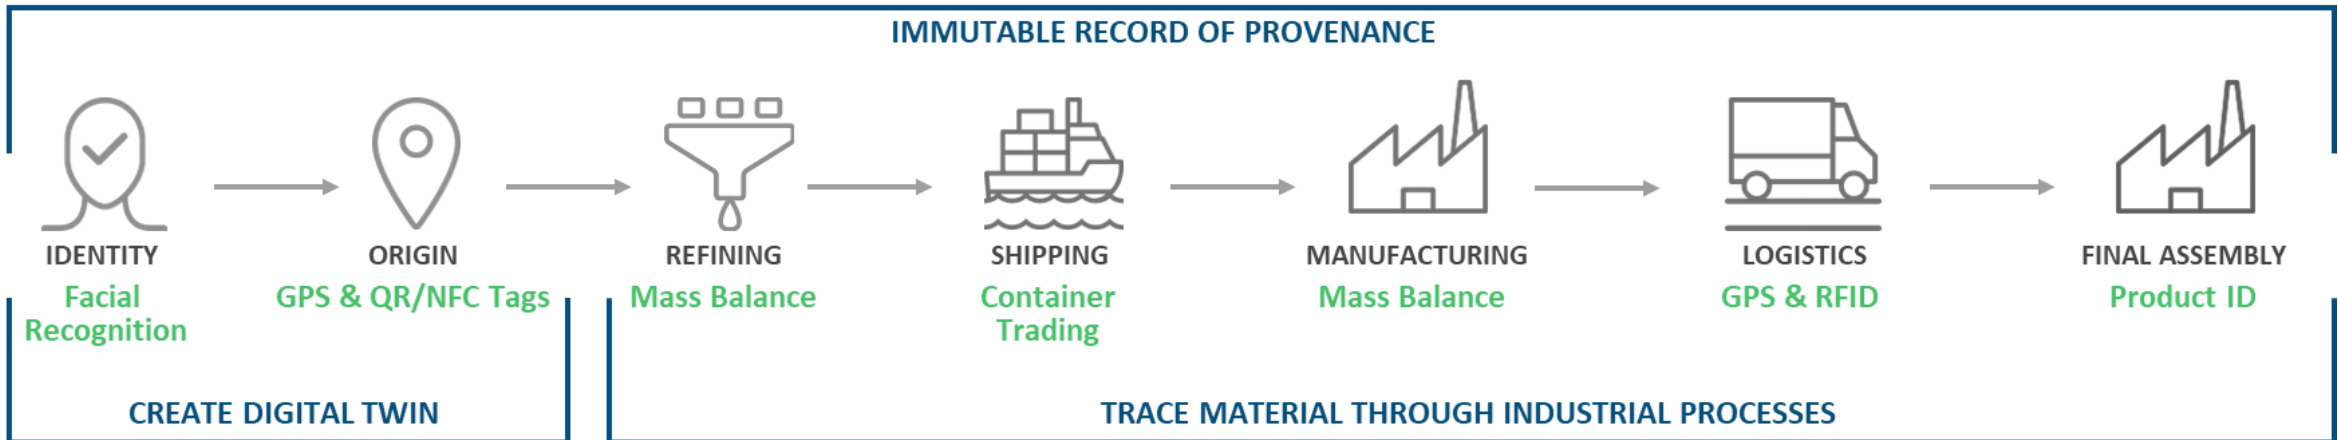 IMMUTABLE RECORD OF PROVENANCE
IDENTITY
Facial
Recognition
ORIGIN
GPS & QR/NFC Tags
REFINING
Mass Balance
SHIPPING
Container
Trading
MANUFACTURING
Mass Balance
LOGISTICS
GPS & RFID
FINAL ASSEMBLY
Product ID
CREATE DIGITAL TWIN
TRACE MATERIAL THROUGH INDUSTRIAL PROCESSES